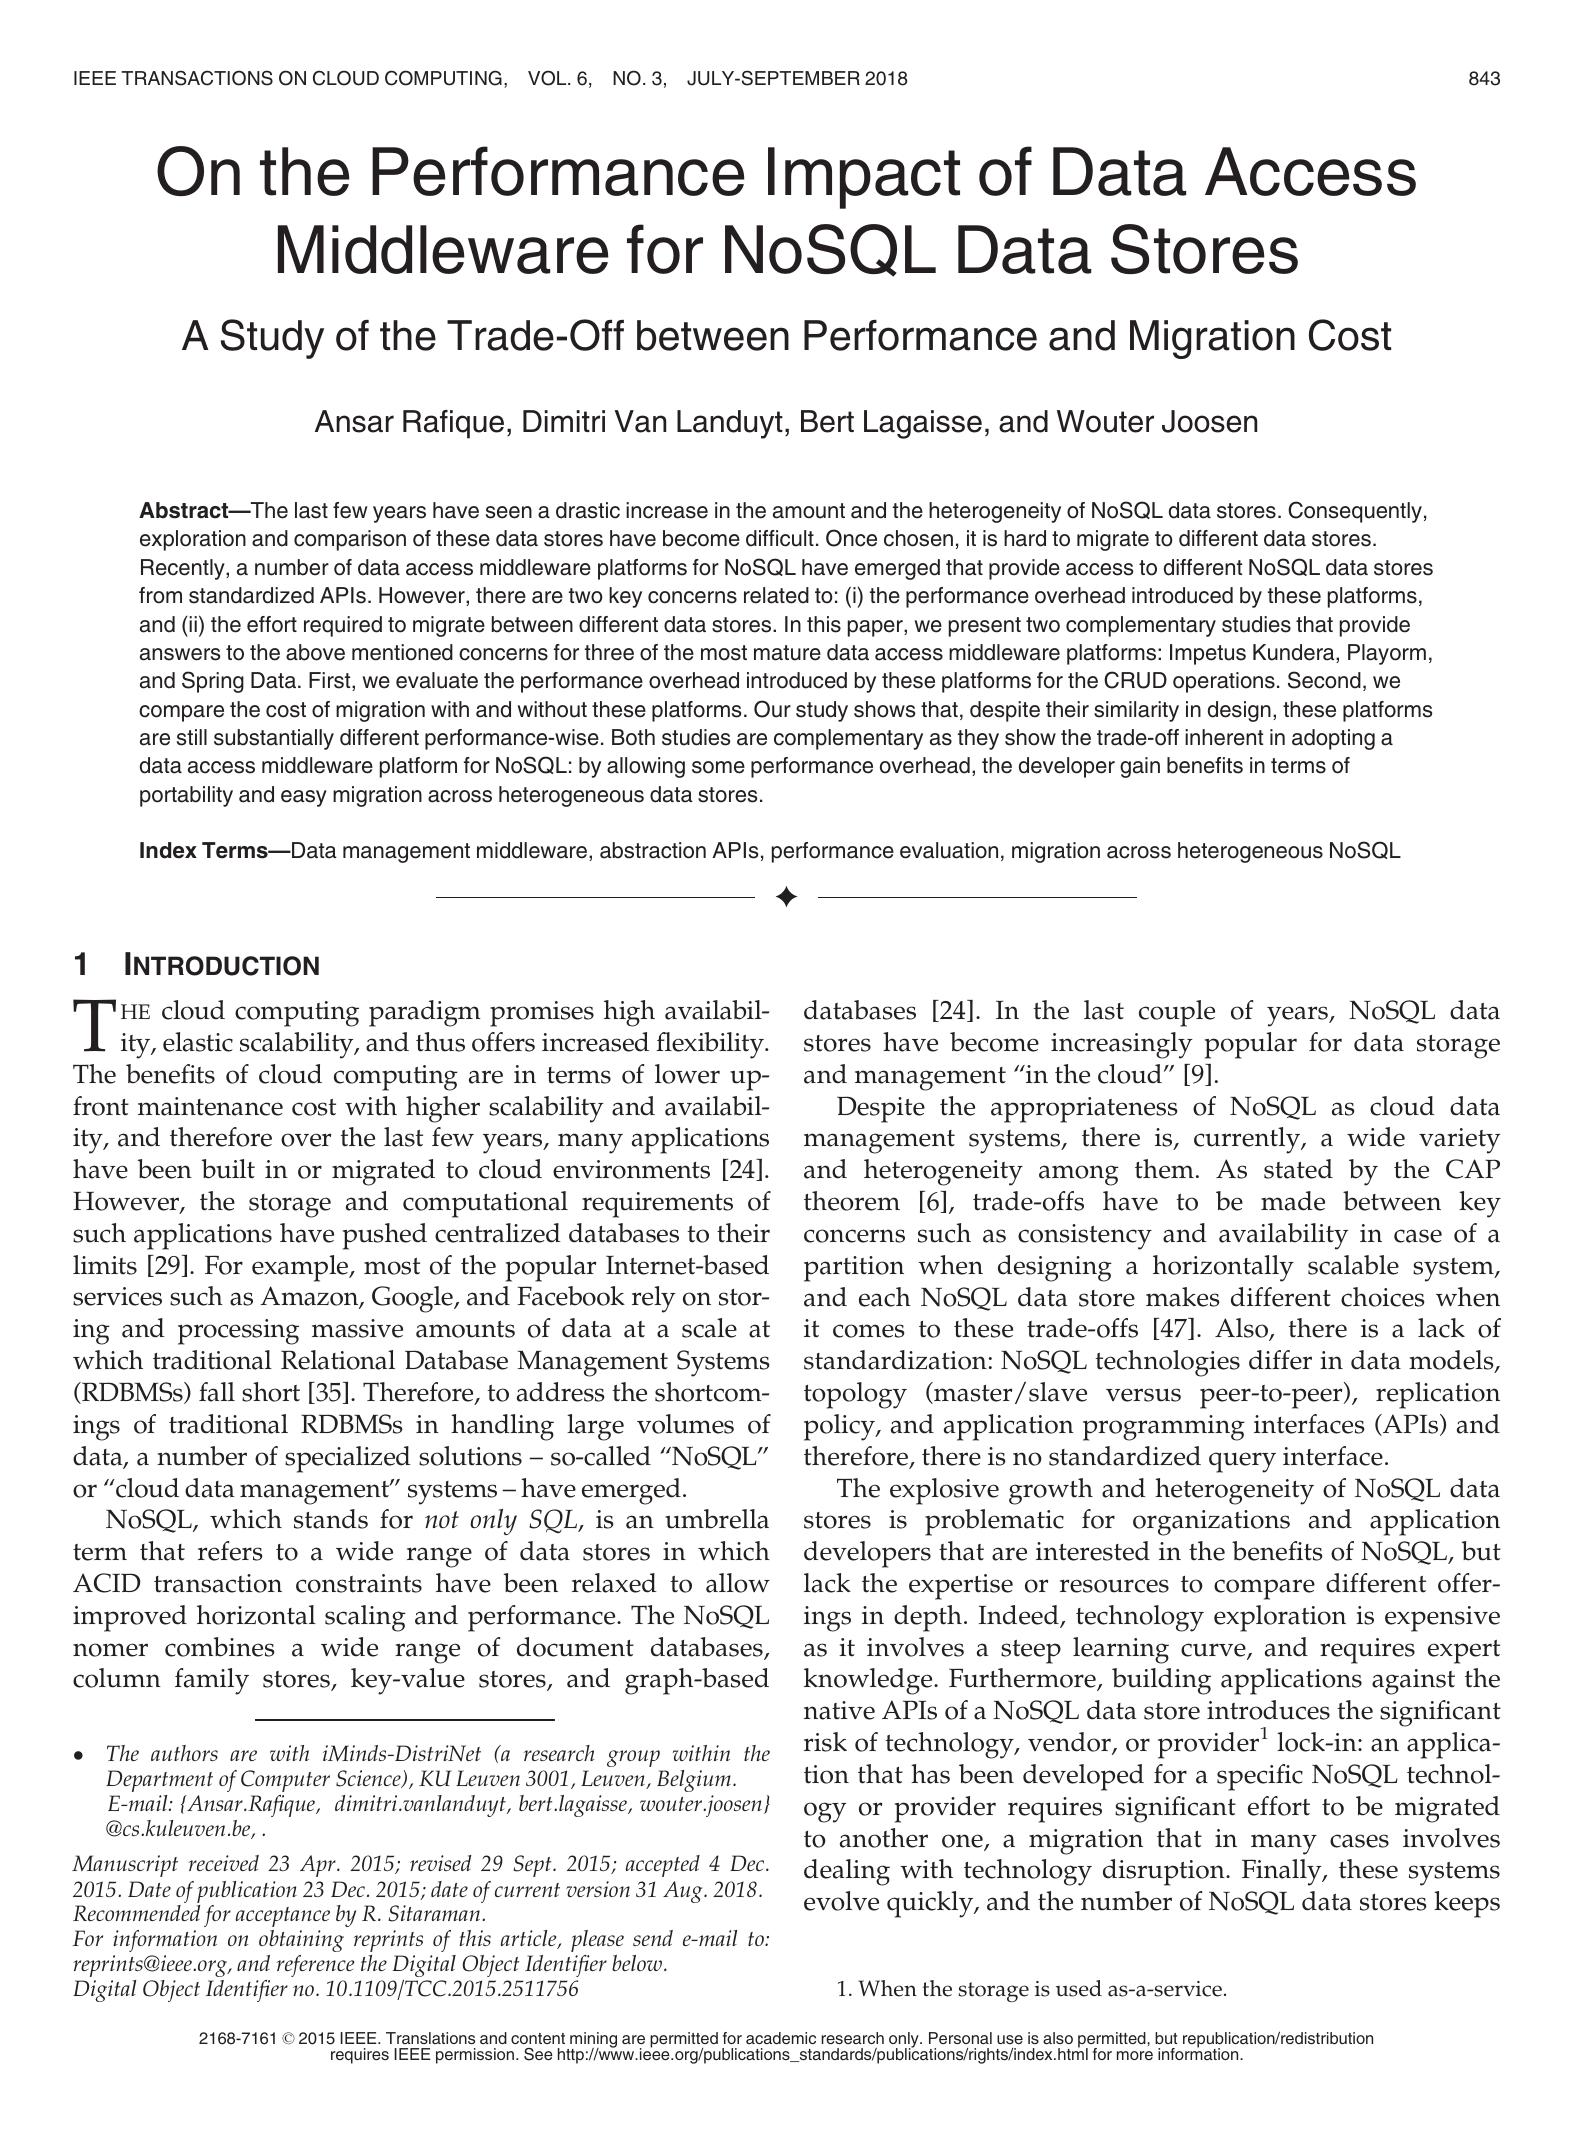 IEEE TRANSACTIONS ON CLOUD COMPUTING, VOL. 6, NO. 3, JULY-SEPTEMBER 2018 843
On the Performance Impact of Data Access
Middleware for NoSQL Data Stores
A Study of the Trade-Off between Performance and Migration Cost
Ansar Rafique, Dimitri Van Landuyt, Bert Lagaisse, and Wouter Joosen
Abstract—The last few years have seen a drastic increase in the amount and the heterogeneity of NoSQL data stores. Consequently,
exploration and comparison of these data stores have become difficult. Once chosen, it is hard to migrate to different data stores.
Recently, a number of data access middleware platforms for NoSQL have emerged that provide access to different NoSQL data stores
from standardized APIs. However, there are two key concerns related to: (i) the performance overhead introduced by these platforms,
and (ii) the effort required to migrate between different data stores. In this paper, we present two complementary studies that provide
answers to the above mentioned concerns for three of the most mature data access middleware platforms: Impetus Kundera, Playorm,
and Spring Data. First, we evaluate the performance overhead introduced by these platforms for the CRUD operations. Second, we
compare the cost of migration with and without these platforms. Our study shows that, despite their similarity in design, these platforms
are still substantially different performance-wise. Both studies are complementary as they show the trade-off inherent in adopting a
data access middleware platform for NoSQL: by allowing some performance overhead, the developer gain benefits in terms of
portability and easy migration across heterogeneous data stores.
Index Terms—Data management middleware, abstraction APIs, performance evaluation, migration across heterogeneous NoSQL
1 INTRODUCTION
THE cloud computing paradigm promises high availabil-
ity, elastic scalability, and thus offers increased flexibility.
The benefits of cloud computing are in terms of lower up-
front maintenance cost with higher scalability and availabil-
ity, and therefore over the last few years, many applications
have been built in or migrated to cloud environments [24].
However, the storage and computational requirements of
such applications have pushed centralized databases to their
limits [29]. For example, most of the popular Internet-based
services such as Amazon, Google, and Facebook rely on stor-
ing and processing massive amounts of data at a scale at
which traditional Relational Database Management Systems
(RDBMSs) fall short [35]. Therefore, to address the shortcom-
ings of traditional RDBMSs in handling large volumes of
data, a number of specialized solutions – so-called “NoSQL”
or “cloud data management” systems – have emerged.
NoSQL, which stands for not only SQL, is an umbrella
term that refers to a wide range of data stores in which
ACID transaction constraints have been relaxed to allow
improved horizontal scaling and performance. The NoSQL
nomer combines a wide range of document databases,
column family stores, key-value stores, and graph-based
• The authors are with iMinds-DistriNet (a research group within the
Department of Computer Science), KU Leuven 3001, Leuven, Belgium.
E-mail: {Ansar.Rafique, dimitri.vanlanduyt, bert.lagaisse, wouter.joosen}
@cs.kuleuven.be, .
Manuscript received 23 Apr. 2015; revised 29 Sept. 2015; accepted 4 Dec.
2015. Date of publication 23 Dec. 2015; date of current version 31 Aug. 2018.
Recommended for acceptance by R. Sitaraman.
For information on obtaining reprints of this article, please send e-mail to:
reprints@ieee.org, and reference the Digital Object Identifier below.
Digital Object Identifier no. 10.1109/TCC.2015.2511756
databases [24]. In the last couple of years, NoSQL data
stores have become increasingly popular for data storage
and management “in the cloud” [9].
Despite the appropriateness of NoSQL as cloud data
management systems, there is, currently, a wide variety
and heterogeneity among them. As stated by the CAP
theorem [6], trade-offs have to be made between key
concerns such as consistency and availability in case of a
partition when designing a horizontally scalable system,
and each NoSQL data store makes different choices when
it comes to these trade-offs [47]. Also, there is a lack of
standardization: NoSQL technologies differ in data models,
topology (master/slave versus peer-to-peer), replication
policy, and application programming interfaces (APIs) and
therefore, there is no standardized query interface.
The explosive growth and heterogeneity of NoSQL data
stores is problematic for organizations and application
developers that are interested in the benefits of NoSQL, but
lack the expertise or resources to compare different offer-
ings in depth. Indeed, technology exploration is expensive
as it involves a steep learning curve, and requires expert
knowledge. Furthermore, building applications against the
native APIs of a NoSQL data store introduces the significant
risk of technology, vendor, or provider1 lock-in: an applica-
tion that has been developed for a specific NoSQL technol-
ogy or provider requires significant effort to be migrated
to another one, a migration that in many cases involves
dealing with technology disruption. Finally, these systems
evolve quickly, and the number of NoSQL data stores keeps
1. When the storage is used as-a-service.
2168-7161 © 2015 IEEE. Translations and content mining are permitted for academic research only. Personal use is also permitted, but republication/redistribution
requires IEEE permission. See http://www.ieee.org/publications_standards/publications/rights/index.html for more information.